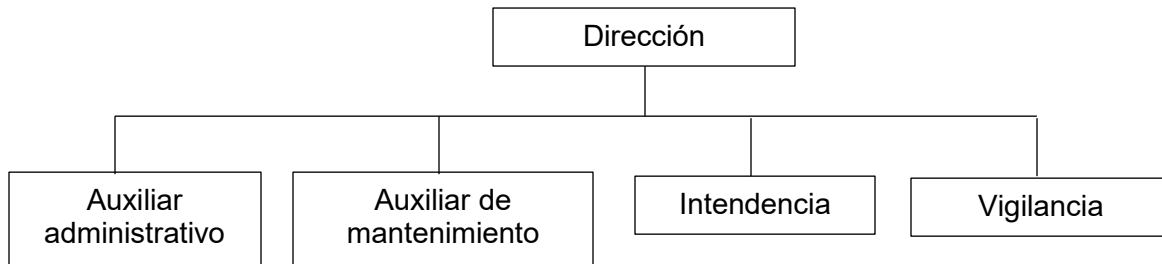 Dirección
Auxiliar
administrativo
Auxiliar de
mantenimiento
Intendencia
Vigilancia